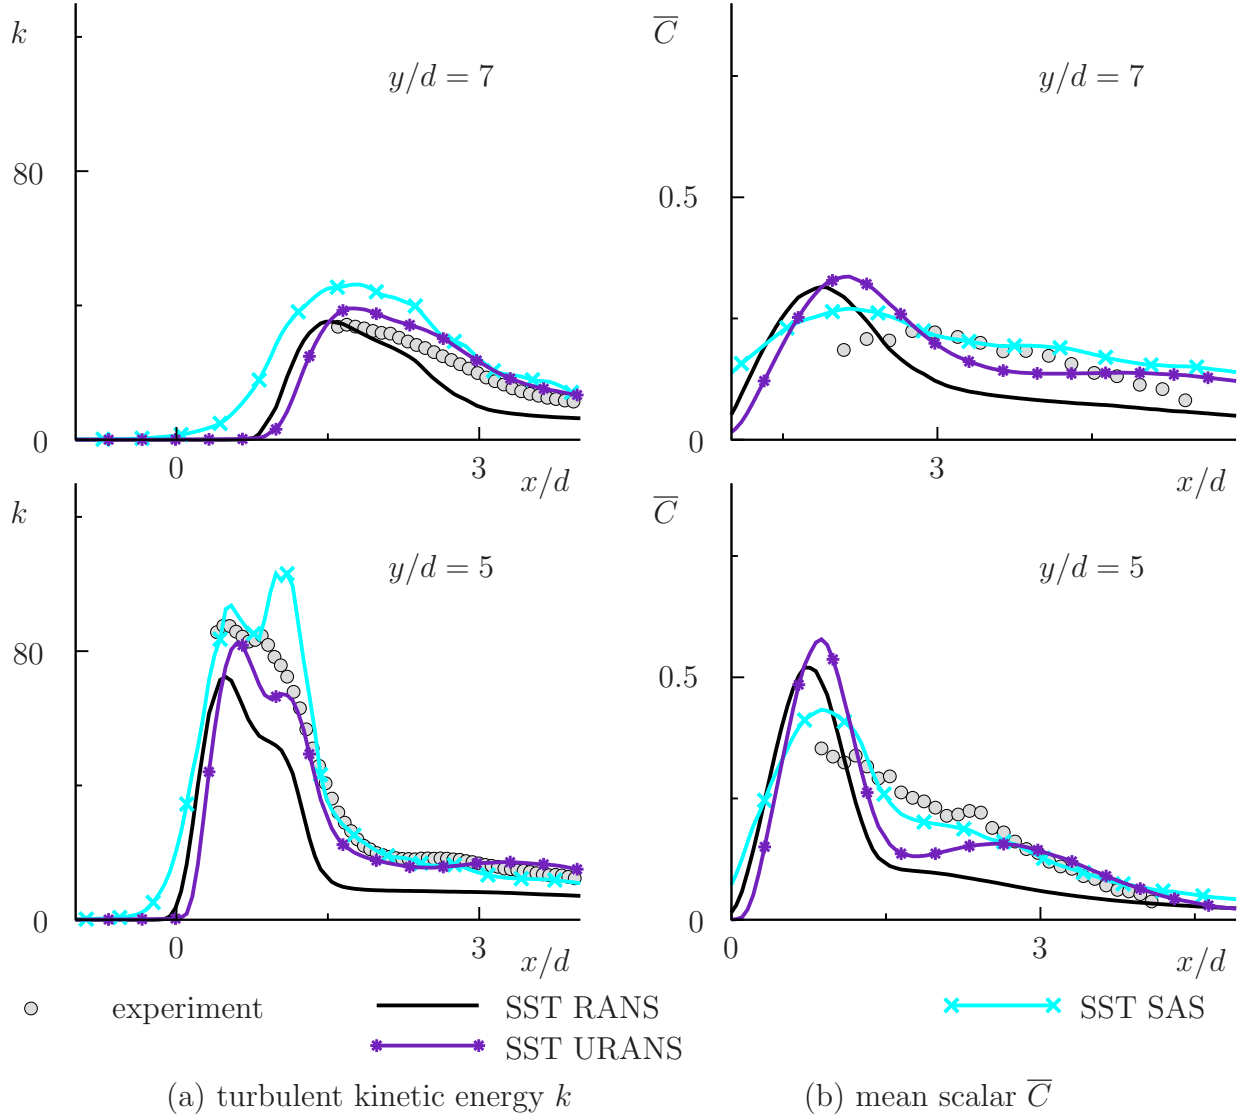 k
y/d = 7
80
0
0
3
x/d
C̅
y/d = 7
0.5
0
3
x/d
k
y/d = 5
80
0
0
3
x/d
C̅
y/d = 5
0.5
0
0
3
x/d
experiment
SST RANS
SST SAS
SST URANS
(a) turbulent kinetic energy k
(b) mean scalar C̅